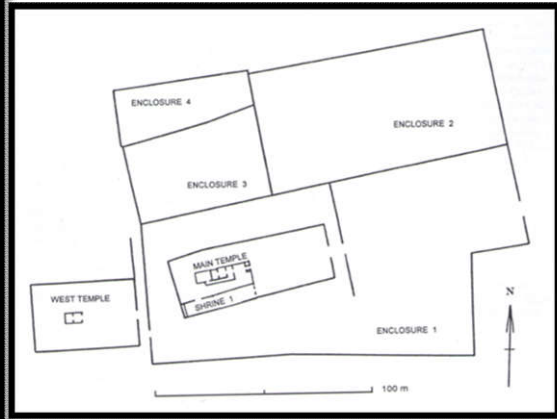 ENCLOSURE 4
ENCLOSURE 2
ENCLOSURE 3
MAIN TEMPLE
WEST TEMPLE
SHRINE 1
N
ENCLOSURE 1
100 m